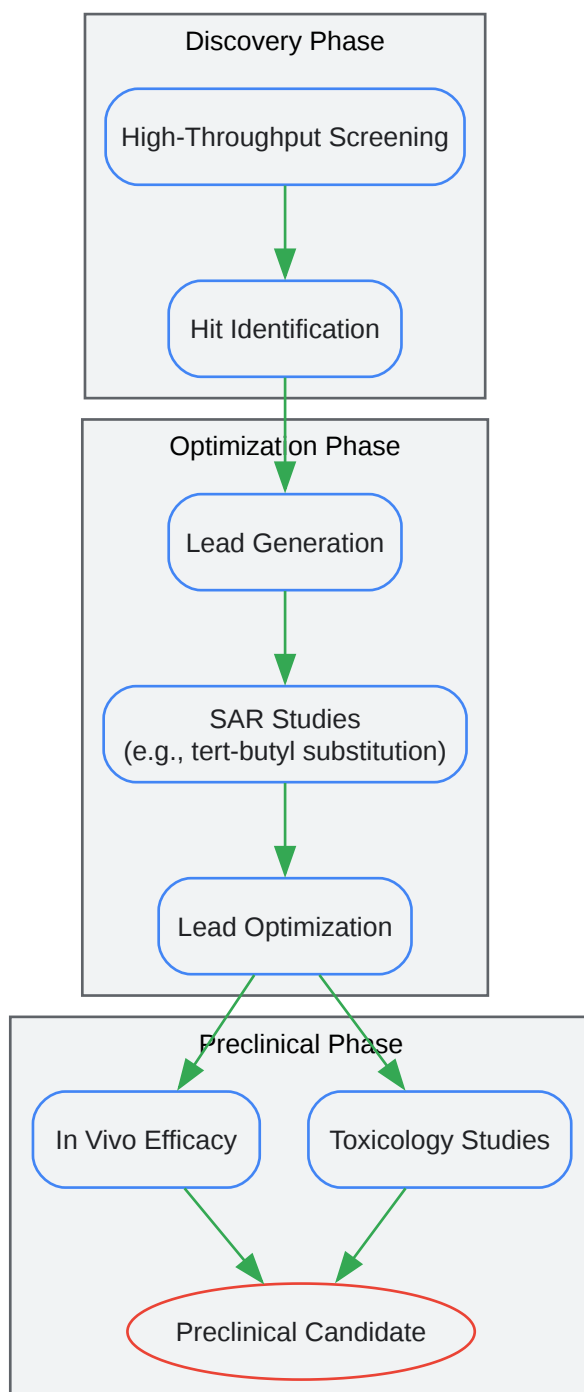 Discovery Phase
High-Throughput Screening
Hit Identification
Optimization Phase
Lead Generation
SAR Studies
(e.g., tert-butyl substitution)
Lead Optimization
Preclinical Phase
In Vivo Efficacy
Toxicology Studies
Preclinical Candidate